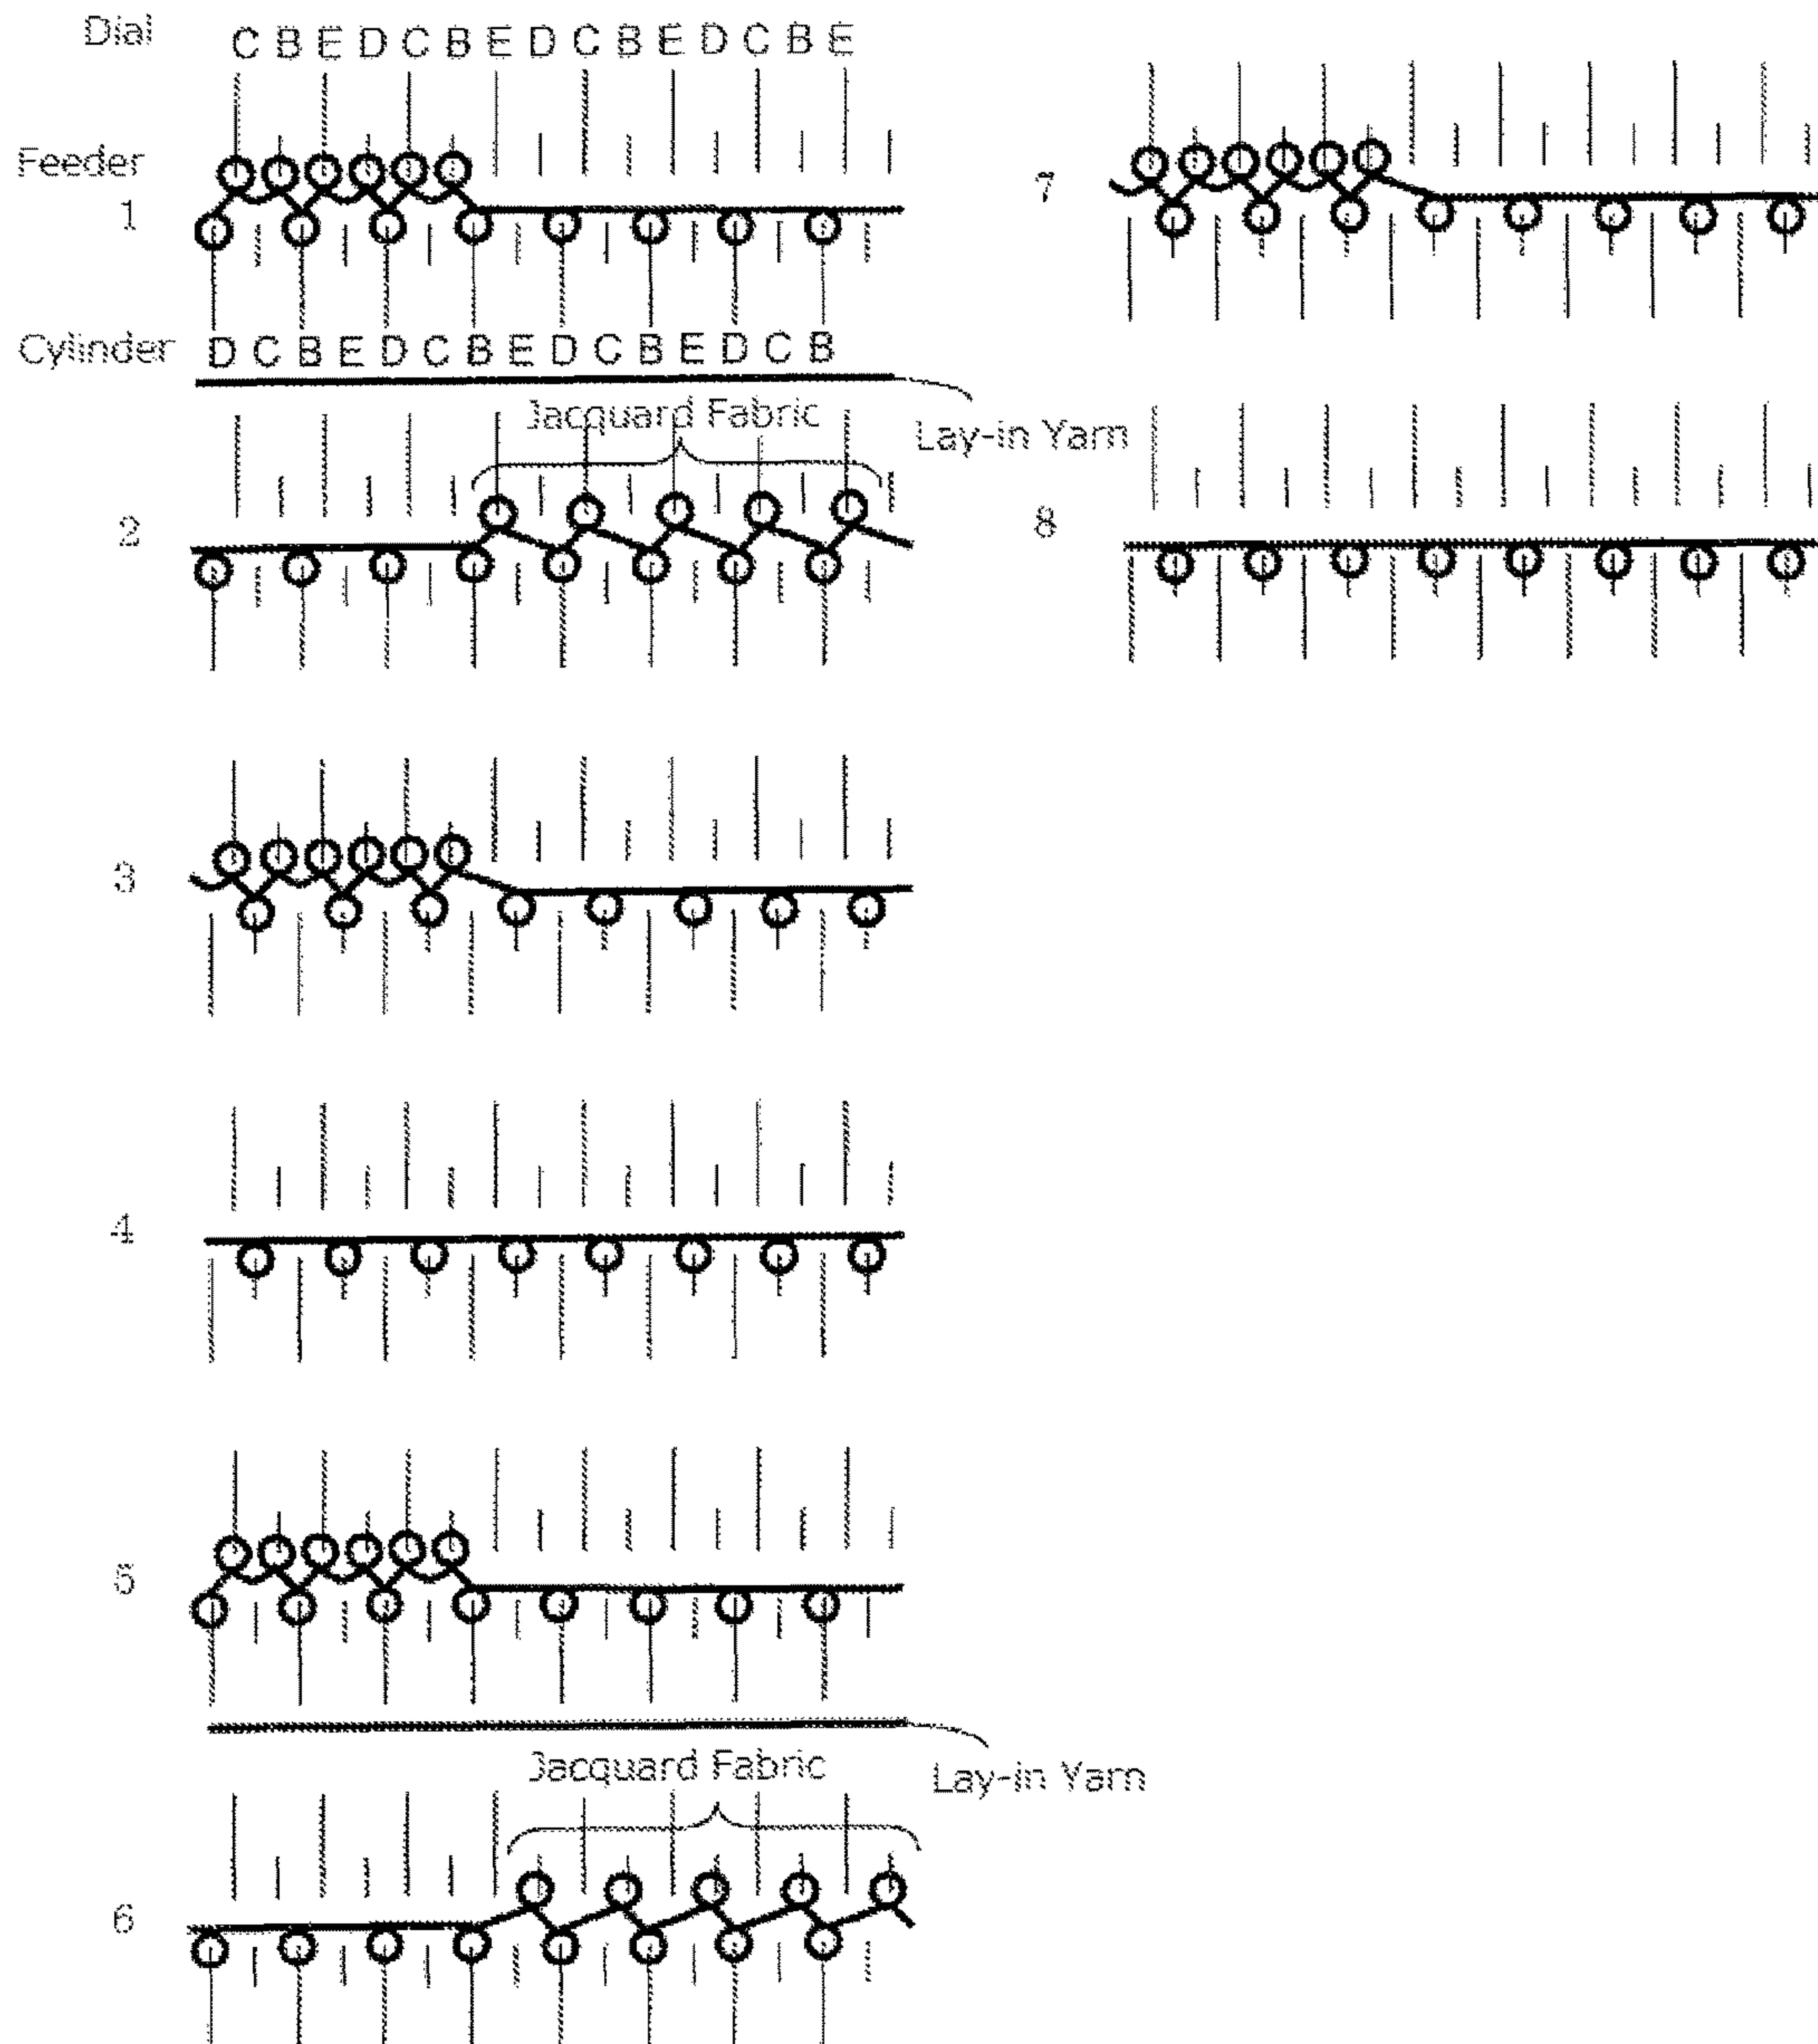 Dial C B E D C B E D C B E D C B E
Feeder
1
Cylinder D C B E D C B E D C B E D C B
Jacquard Fabric
Lay-in Yarn
2
3
4
5
Jacquard Fabric
Lay-in Yarn
6
7
8